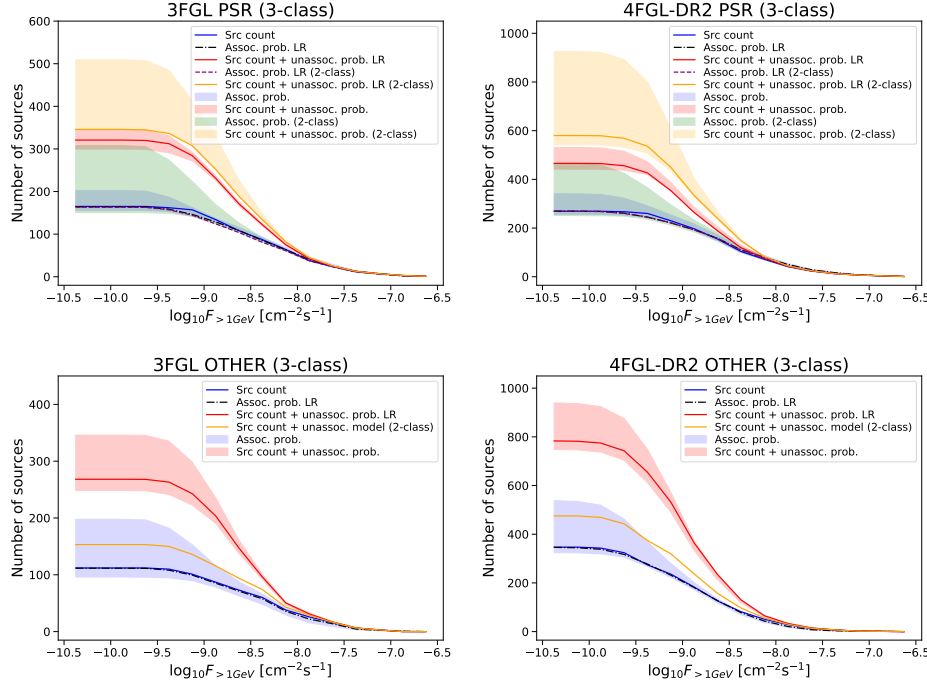 3FGL PSR (3-class)
600
500
400
300
200
100
0
Number of sources
Src count
Assoc. prob. LR
Src count + unassoc. prob. LR
Assoc. prob. LR (2-class)
Src count + unassoc. prob. LR (2-class)
Assoc. prob.
Src count + unassoc. prob.
Assoc. prob. (2-class)
Src count + unassoc. prob. (2-class)
−10.5 −10.0 −9.5 −9.0 −8.5 −8.0 −7.5 −7.0 −6.5
log₁₀F>1GeV [cm⁻²s⁻¹]
4FGL-DR2 PSR (3-class)
1000
800
600
400
200
0
Number of sources
Src count
Assoc. prob. LR
Src count + unassoc. prob. LR
Assoc. prob. LR (2-class)
Src count + unassoc. prob. LR (2-class)
Assoc. prob.
Src count + unassoc. prob.
Assoc. prob. (2-class)
Src count + unassoc. prob. (2-class)
−10.5 −10.0 −9.5 −9.0 −8.5 −8.0 −7.5 −7.0 −6.5
log₁₀F>1GeV [cm⁻²s⁻¹]
3FGL OTHER (3-class)
400
300
200
100
0
Number of sources
Src count
Assoc. prob. LR
Src count + unassoc. prob. LR
Src count + unassoc. model (2-class)
Assoc. prob.
Src count + unassoc. prob.
−10.5 −10.0 −9.5 −9.0 −8.5 −8.0 −7.5 −7.0 −6.5
log₁₀F>1GeV [cm⁻²s⁻¹]
4FGL-DR2 OTHER (3-class)
1000
800
600
400
200
0
Number of sources
Src count
Assoc. prob. LR
Src count + unassoc. prob. LR
Src count + unassoc. model (2-class)
Assoc. prob.
Src count + unassoc. prob.
−10.5 −10.0 −9.5 −9.0 −8.5 −8.0 −7.5 −7.0 −6.5
log₁₀F>1GeV [cm⁻²s⁻¹]